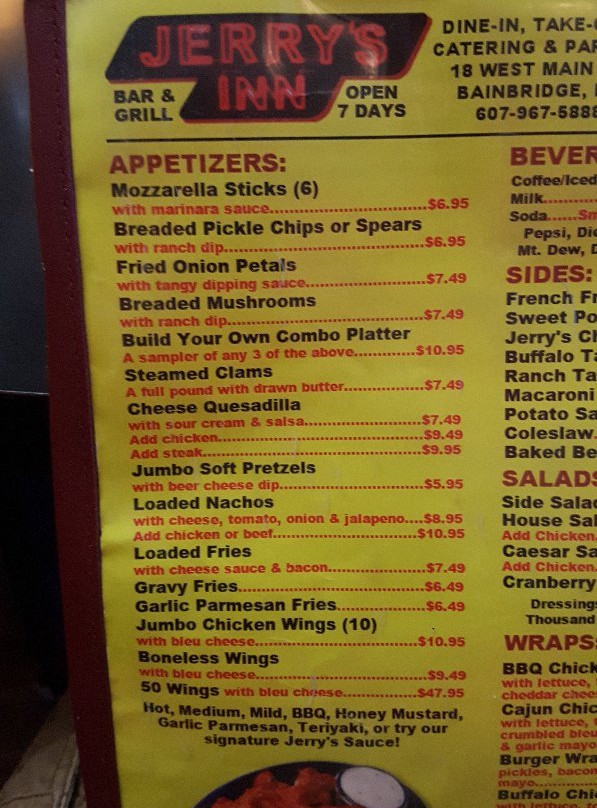 JERRY'S
INN
BAR &
GRILL
OPEN
7 DAYS
DINE-IN, TAKE-
CATERING &
18 WEST MAIN
BAINBRIDGE,
607-967-5888
APPETIZERS:
Mozzarella Sticks (6)
with marinara sauce..............................$6.95
Breaded Pickle Chips or Spears
with ranch dip......................................$6.95
Fried Onion Petals
with tangy dipping sauce.......................$7.49
Breaded Mushrooms
with ranch dip......................................$7.49
Build Your Own Combo Platter
A sampler of any 3 of the above............$10.95
Steamed Clams
A full pound with drawn butter...............$7.49
Cheese Quesadilla
with sour cream & salsa.......................$7.49
Add chicken.........................................$9.49
Add steak............................................$9.95
Jumbo Soft Pretzels
with beer cheese dip............................$5.95
Loaded Nachos
with cheese, tomato, onion & jalapeno....$8.95
Add chicken or beef............................$10.95
Loaded Fries
with cheese sauce & bacon...................$7.49
Gravy Fries.........................................$6.49
Garlic Parmesan Fries.........................$6.49
Jumbo Chicken Wings (10)
with bleu cheese................................$10.95
Boneless Wings
with bleu cheese.................................$9.49
50 Wings with bleu cheese...................$47.95
Hot, Medium, Mild, BBQ, Honey Mustard,
Garlic Parmesan, Teriyaki, or try our
signature Jerry's Sauce!
BEVER
Coffee/Iced
Milk............
Soda......Sm
Pepsi, Die
Mt. Dew, D
SIDES:
French Fr
Sweet Po
Jerry's Ch
Buffalo Ta
Ranch Ta
Macaroni
Potato Sa
Coleslaw.
Baked Be
SALADS
Side Salad
House Sal
Add Chicken.
Caesar Sa
Add Chicken.
Cranberry
Dressings
Thousand
WRAPS:
BBQ Chick
with lettuce,
cheddar chees
Cajun Chic
with lettuce, t
crumbled bleu
& garlic mayo
Burger Wra
pickles, bacon
mayo............
Buffalo Chi